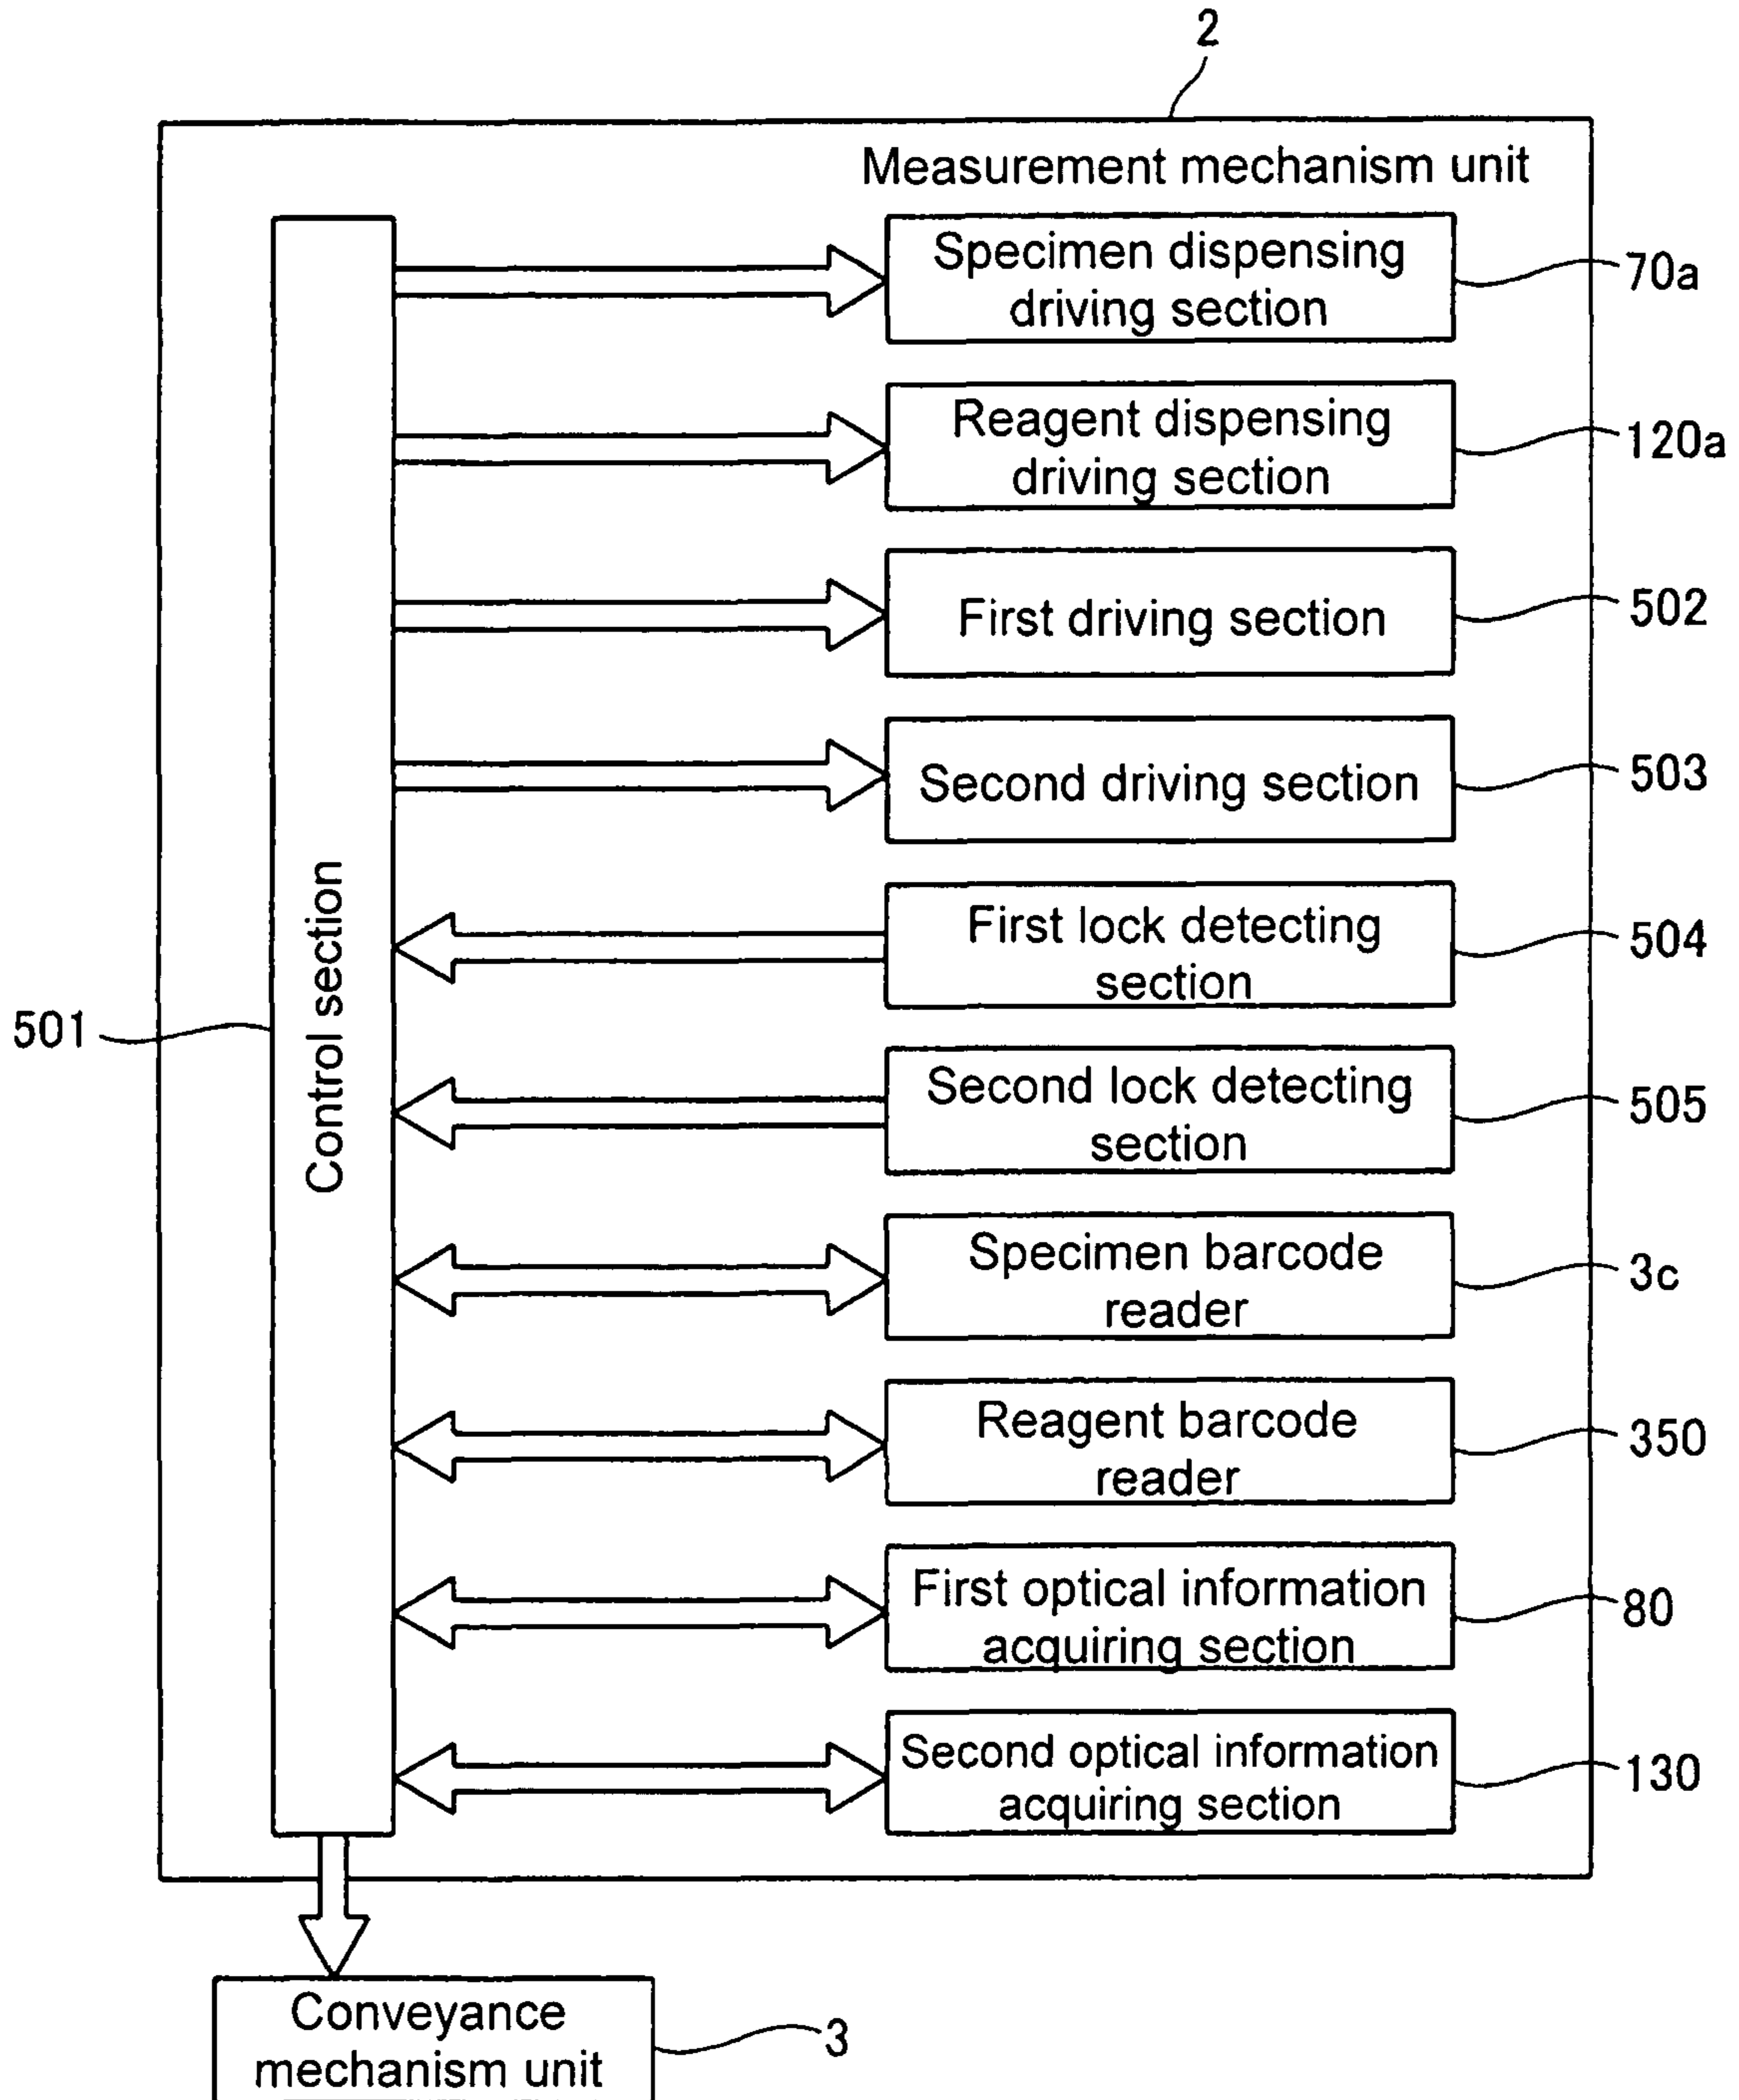 2
Measurement mechanism unit
Specimen dispensing
driving section
70a
Reagent dispensing
driving section
120a
First driving section
502
Second driving section
503
Control section
501
First lock detecting
section
504
Second lock detecting
section
505
Specimen barcode
reader
3c
Reagent barcode
reader
350
First optical information
acquiring section
80
Second optical information
acquiring section
130
Conveyance
mechanism unit
3